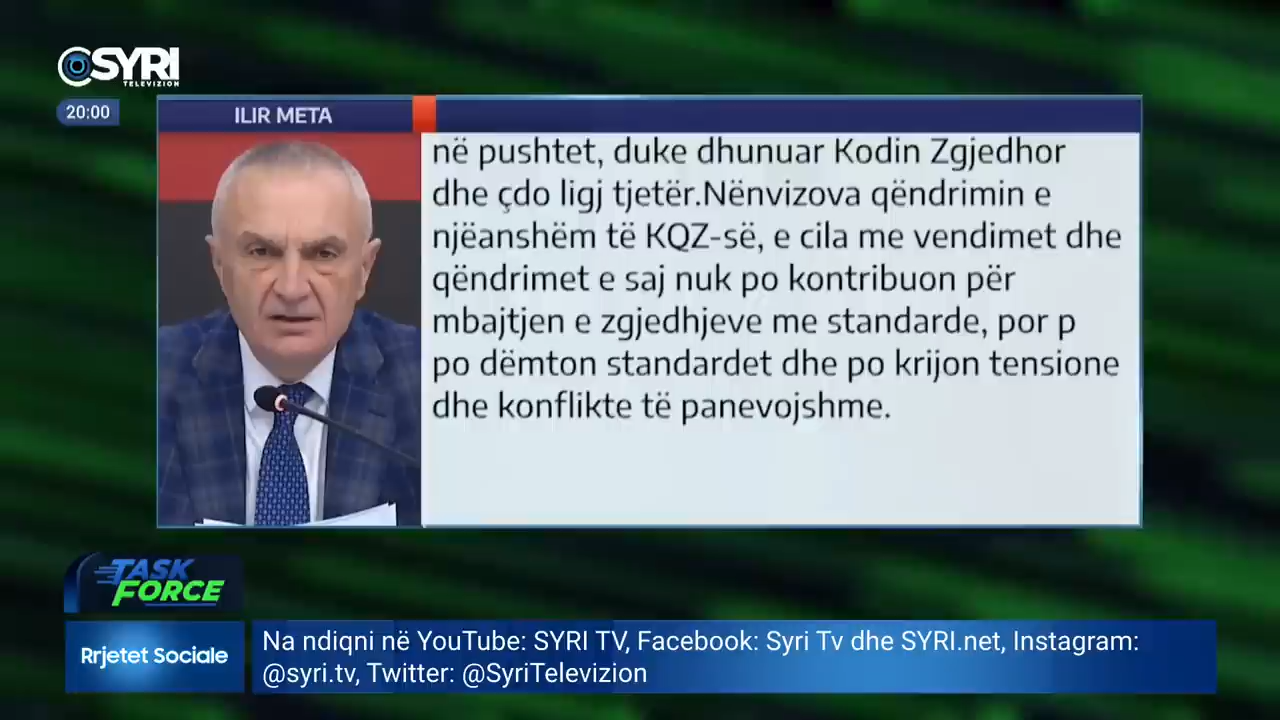 SYRI
TELEVIZION
20:00
ILIR META
në pushtet, duke dhunuar Kodin Zgjedhor
dhe çdo ligj tjetër.Nënvizova qëndrimin e
njëanshëm të KQZ-së, e cila me vendimet dhe
qëndrimet e saj nuk po kontribuon për
mbajtjen e zgjedhjeve me standarde, por p
po dëmton standardet dhe po krijon tensione
dhe konflikte të panevojshme.
TASK
FORCE
Rrjetet Sociale
Na ndiqni në YouTube: SYRI TV, Facebook: Syri Tv dhe SYRI.net, Instagram:
@syri.tv, Twitter: @SyriTelevizion